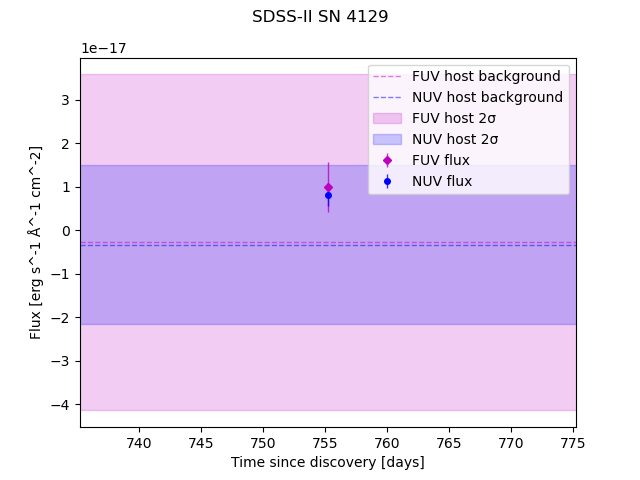 SDSS-II SN 4129
1e−17
FUV host background
NUV host background
FUV host 2σ
NUV host 2σ
FUV flux
NUV flux
3
2
1
0
−1
−2
−3
−4
Flux [erg s^-1 Å^-1 cm^-2]
740 745 750 755 760 765 770 775
Time since discovery [days]